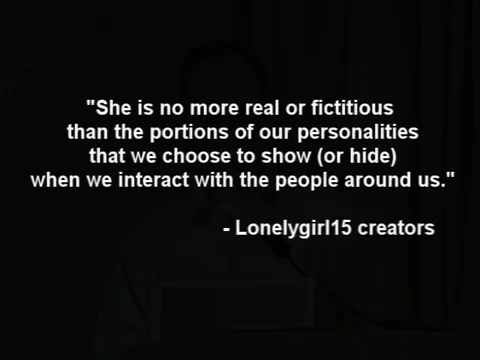 "She is no more real or fictitious
than the portions of our personalities
that we choose to show (or hide)
when we interact with the people around us."
- Lonelygirl15 creators